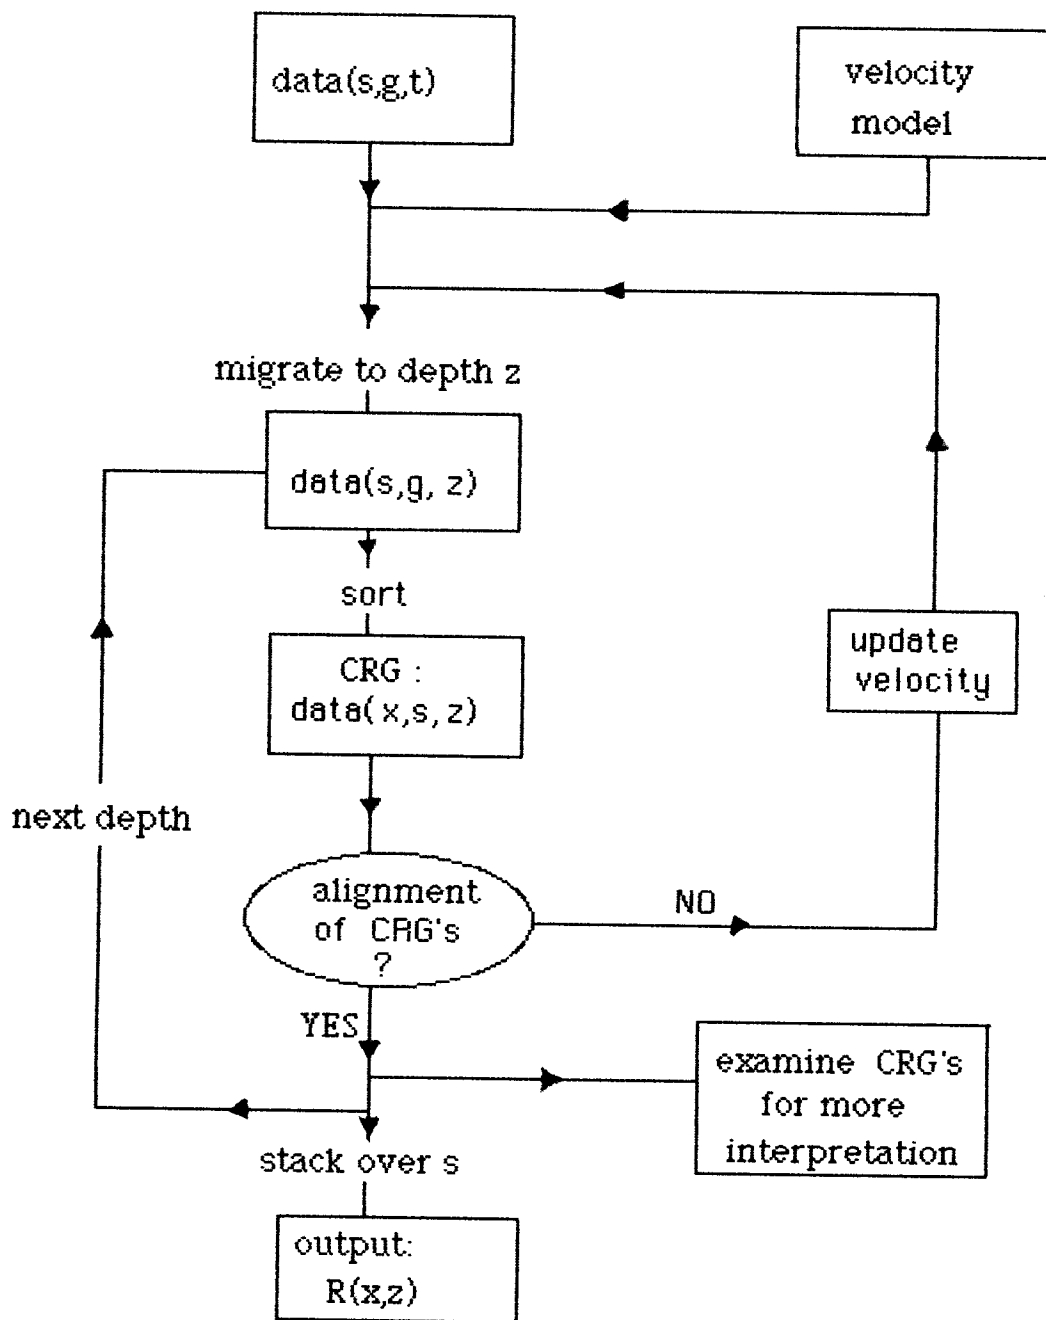 data(s,g,t)
velocity
model
migrate to depth z
data(s,g, z)
sort
CRG :
data(x,s,z)
update
velocity
next depth
alignment
of CRG's
?
NO
YES
examine CRG's
for more
interpretation
stack over s
output:
R(x,z)